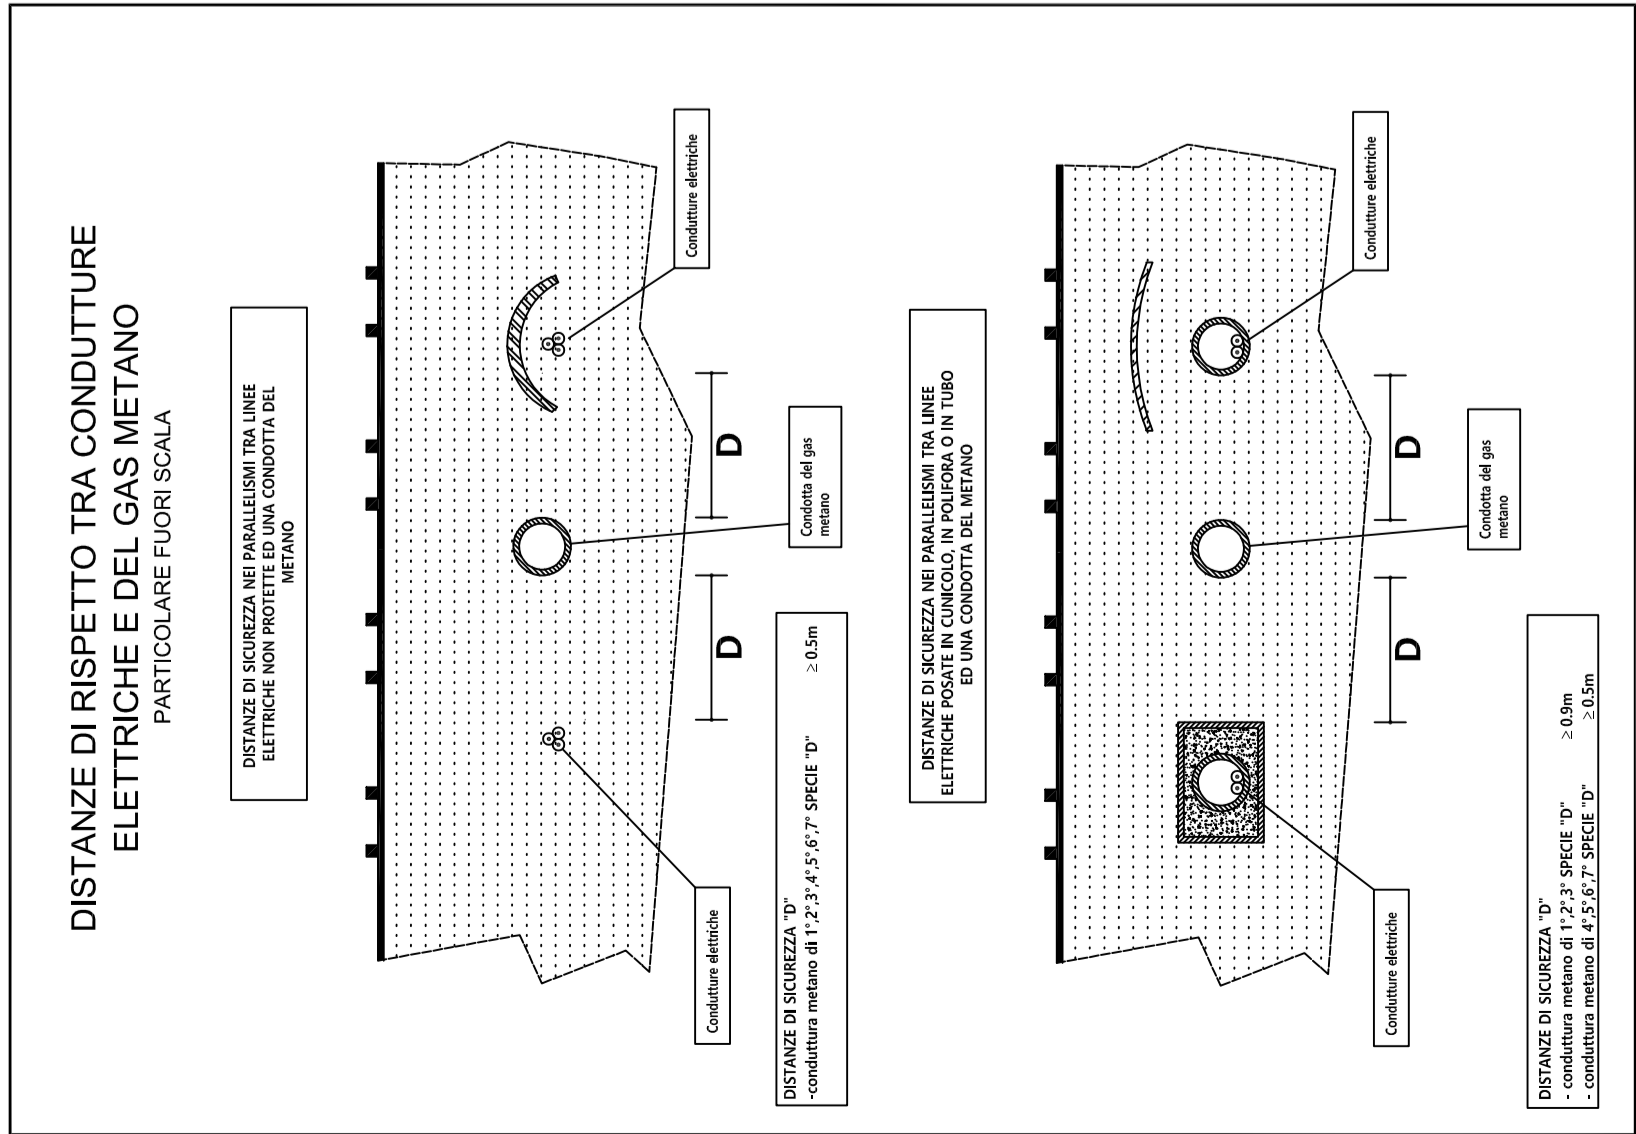 DISTANZE DI RISPETTO TRA CONDUTTURE
ELETTRICHE E DEL GAS METANO
PARTICOLARE FUORI SCALA
DISTANZE DI SICUREZZA NEI PARALLELISMI TRA LINEE
ELETTRICHE NON PROTETTE ED UNA CONDOTTA DEL
METANO
Condutture elettriche
D
Condotta del gas
metano
D
Condutture elettriche
DISTANZE DI SICUREZZA "D"
-conduttura metano di 1°,2°,3°,4°,5°,6°,7° SPECIE "D" ≥ 0.5m
DISTANZE DI SICUREZZA NEI PARALLELISMI TRA LINEE
ELETTRICHE POSATE IN CUNICOLO, IN POLIFORA O IN TUBO
ED UNA CONDOTTA DEL METANO
Condutture elettriche
D
Condotta del gas
metano
D
Condutture elettriche
DISTANZE DI SICUREZZA "D"
- conduttura metano di 1°,2°,3° SPECIE "D" ≥ 0.9m
- conduttura metano di 4°,5°,6°,7° SPECIE "D" ≥ 0.5m